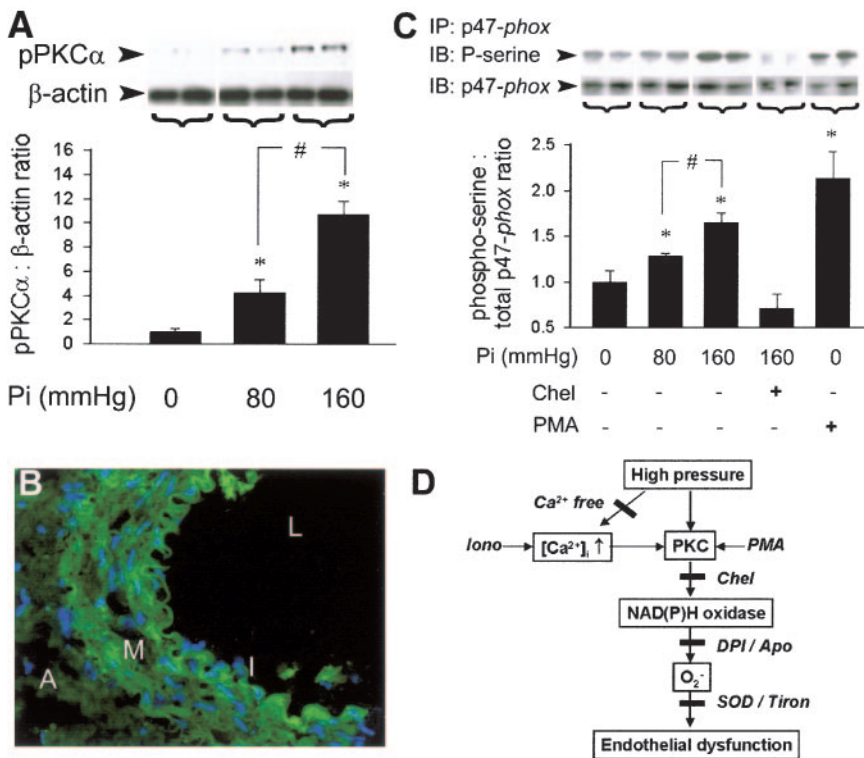 A
pPKCα
β-actin
pPKCα : β-actin ratio
16
14
12
10
8
6
4
2
0
#
*
*
Pi (mmHg) 0 80 160
C
IP: p47-phox
IB: P-serine
IB: p47-phox
phospho-serine :
total p47-phox ratio
2.5
2.0
1.5
1.0
0.5
#
*
*
*
Pi (mmHg) 0 80 160 160 0
Chel - - - + -
PMA - - - - +
B
L
M
I
A
D
High pressure
Ca²⁺ free
Iono
[Ca²⁺]ᵢ ↑
PKC
PMA
Chel
NAD(P)H oxidase
DPI / Apo
O₂⁻
SOD / Tiron
Endothelial dysfunction